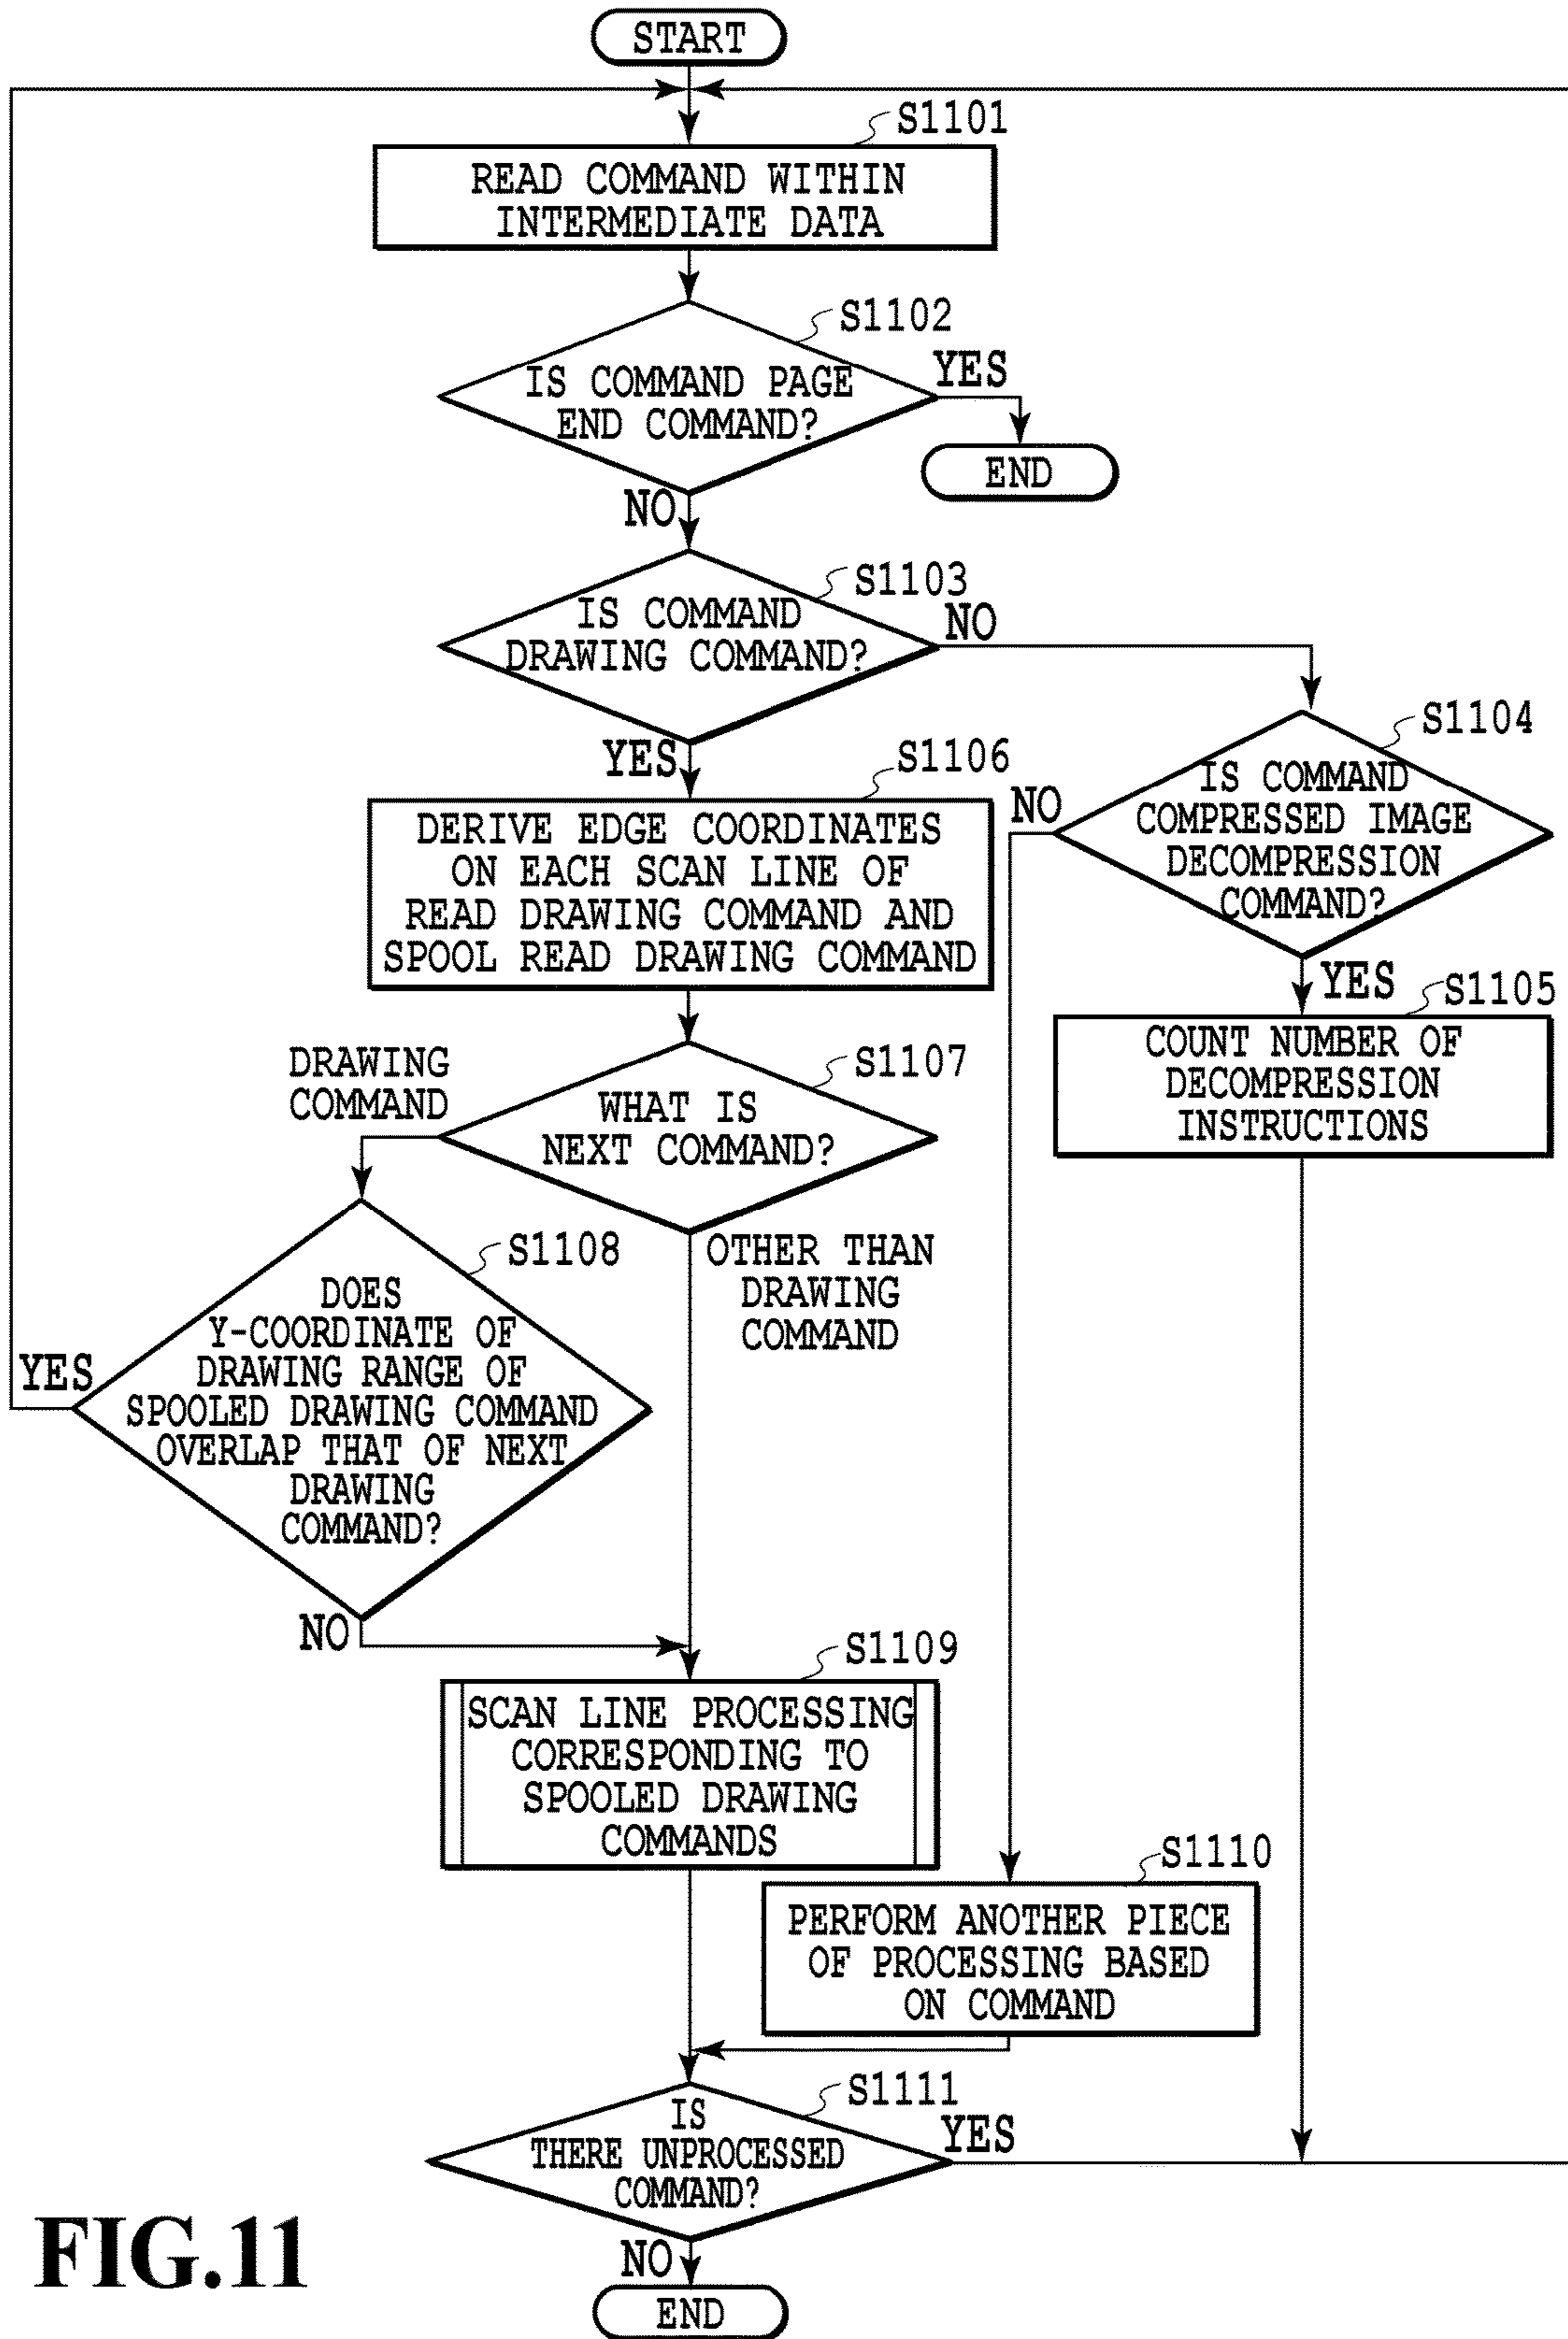 START
S1101
READ COMMAND WITHIN
INTERMEDIATE DATA
S1102
IS COMMAND PAGE
END COMMAND?
YES
END
NO
S1103
IS COMMAND
DRAWING COMMAND?
NO
YES
S1104
IS COMMAND
COMPRESSED IMAGE
DECOMPRESSION
COMMAND?
NO
YES
S1105
COUNT NUMBER OF
DECOMPRESSION
INSTRUCTIONS
S1106
DERIVE EDGE COORDINATES
ON EACH SCAN LINE OF
READ DRAWING COMMAND AND
SPOOL READ DRAWING COMMAND
S1107
WHAT IS
NEXT COMMAND?
DRAWING
COMMAND
OTHER THAN
DRAWING
COMMAND
S1108
DOES
Y-COORDINATE OF
DRAWING RANGE OF
SPOOLED DRAWING COMMAND
OVERLAP THAT OF NEXT
DRAWING
COMMAND?
YES
NO
S1109
SCAN LINE PROCESSING
CORRESPONDING TO
SPOOLED DRAWING
COMMANDS
S1110
PERFORM ANOTHER PIECE
OF PROCESSING BASED
ON COMMAND
S1111
IS
THERE UNPROCESSED
COMMAND?
YES
NO
END
FIG.11